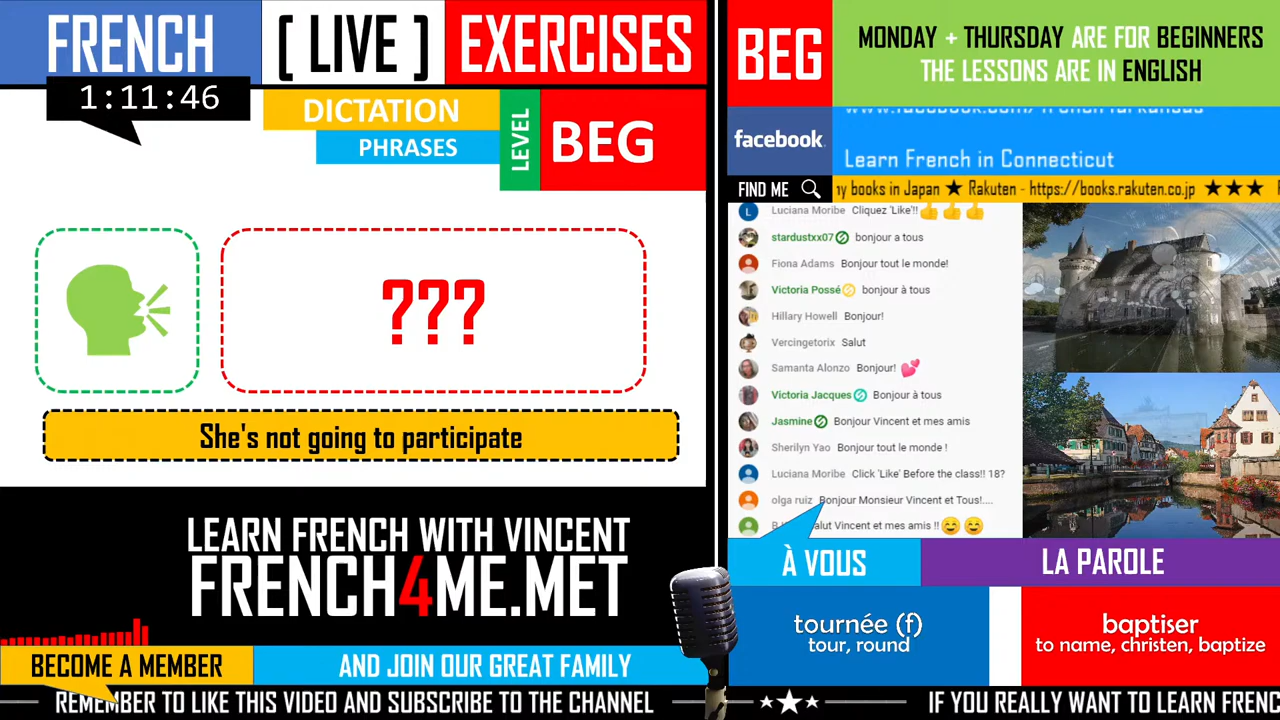 FRENCH
[ LIVE ]
EXERCISES
1:11:46
DICTATION
PHRASES
LEVEL
BEG
???
She's not going to participate
LEARN FRENCH WITH VINCENT
FRENCH4ME.MET
BECOME A MEMBER
AND JOIN OUR GREAT FAMILY
REMEMBER TO LIKE THIS VIDEO AND SUBSCRIBE TO THE CHANNEL
BEG
MONDAY + THURSDAY ARE FOR BEGINNERS
THE LESSONS ARE IN ENGLISH
facebook
Learn French in Connecticut
FIND ME
my books in Japan ★ Rakuten - https://books.rakuten.co.jp ★★★
Luciana Moribe Cliquez 'Like'!!👍👍👍
stardustxx07 bonjour a tous
Fiona Adams Bonjour tout le monde!
Victoria Possé bonjour à tous
Hillary Howell Bonjour!
Vercingetorix Salut
Samanta Alonzo Bonjour! 💕
Victoria Jacques Bonjour à tous
Jasmine Bonjour Vincent et mes amis
Sherilyn Yao Bonjour tout le monde !
Luciana Moribe Click 'Like' Before the class!! 18?
olga ruiz Bonjour Monsieur Vincent et Tous!....
alut Vincent et mes amis !! 😊😊
À VOUS
LA PAROLE
tournée (f)
tour, round
baptiser
to name, christen, baptize
IF YOU REALLY WANT TO LEARN FRENC